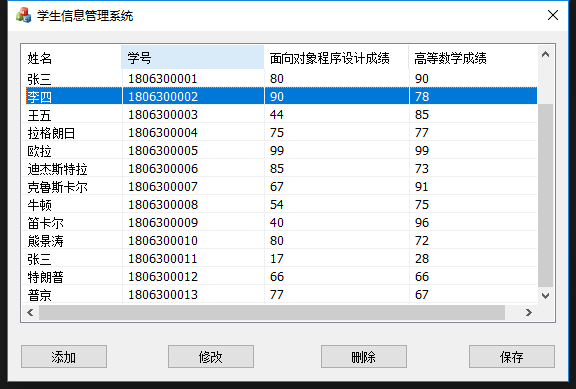 学生信息管理系统
姓名 学号 面向对象程序设计成绩 高等数学成绩
张三 1806300001 80 90
李四 1806300002 90 78
王五 1806300003 44 85
拉格朗日 1806300004 75 77
欧拉 1806300005 99 99
迪杰斯特拉 1806300006 85 73
克鲁斯卡尔 1806300007 67 91
牛顿 1806300008 54 75
笛卡尔 1806300009 40 96
熊景涛 1806300010 80 72
张三 1806300011 17 28
特朗普 1806300012 66 66
普京 1806300013 77 67
添加 修改 删除 保存